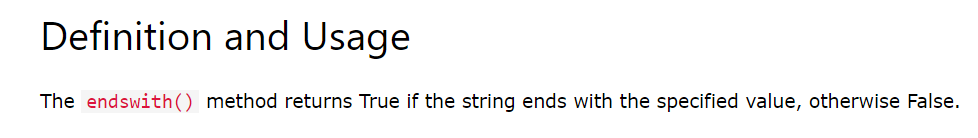 Definition and Usage
The endswith() method returns True if the string ends with the specified value, otherwise False.